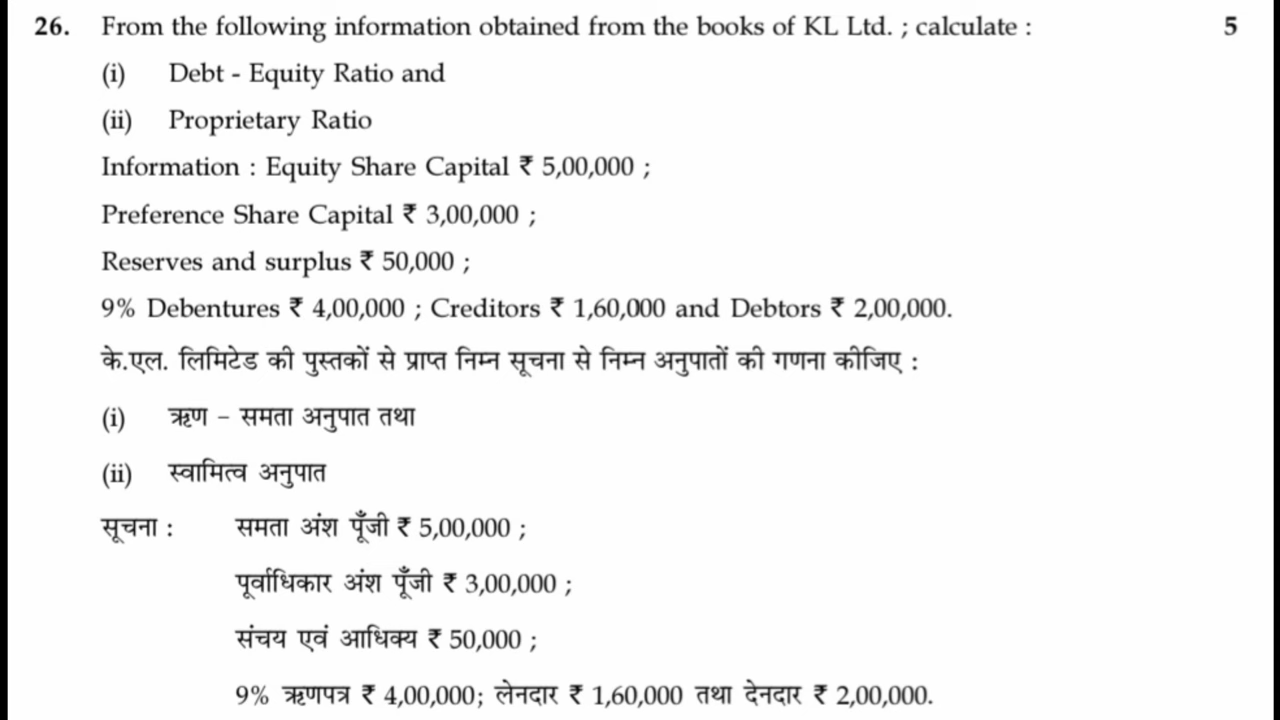 26. From the following information obtained from the books of KL Ltd. ; calculate : 5
(i) Debt - Equity Ratio and
(ii) Proprietary Ratio
Information : Equity Share Capital ₹ 5,00,000 ;
Preference Share Capital ₹ 3,00,000 ;
Reserves and surplus ₹ 50,000 ;
9% Debentures ₹ 4,00,000 ; Creditors ₹ 1,60,000 and Debtors ₹ 2,00,000.
के.एल. लिमिटेड की पुस्तकों से प्राप्त निम्न सूचना से निम्न अनुपातों की गणना कीजिए :
(i) ऋण - समता अनुपात तथा
(ii) स्वामित्व अनुपात
सूचना : समता अंश पूँजी ₹ 5,00,000 ;
पूर्वाधिकार अंश पूँजी ₹ 3,00,000 ;
संचय एवं आधिक्य ₹ 50,000 ;
9% ऋणपत्र ₹ 4,00,000; लेनदार ₹ 1,60,000 तथा देनदार ₹ 2,00,000.